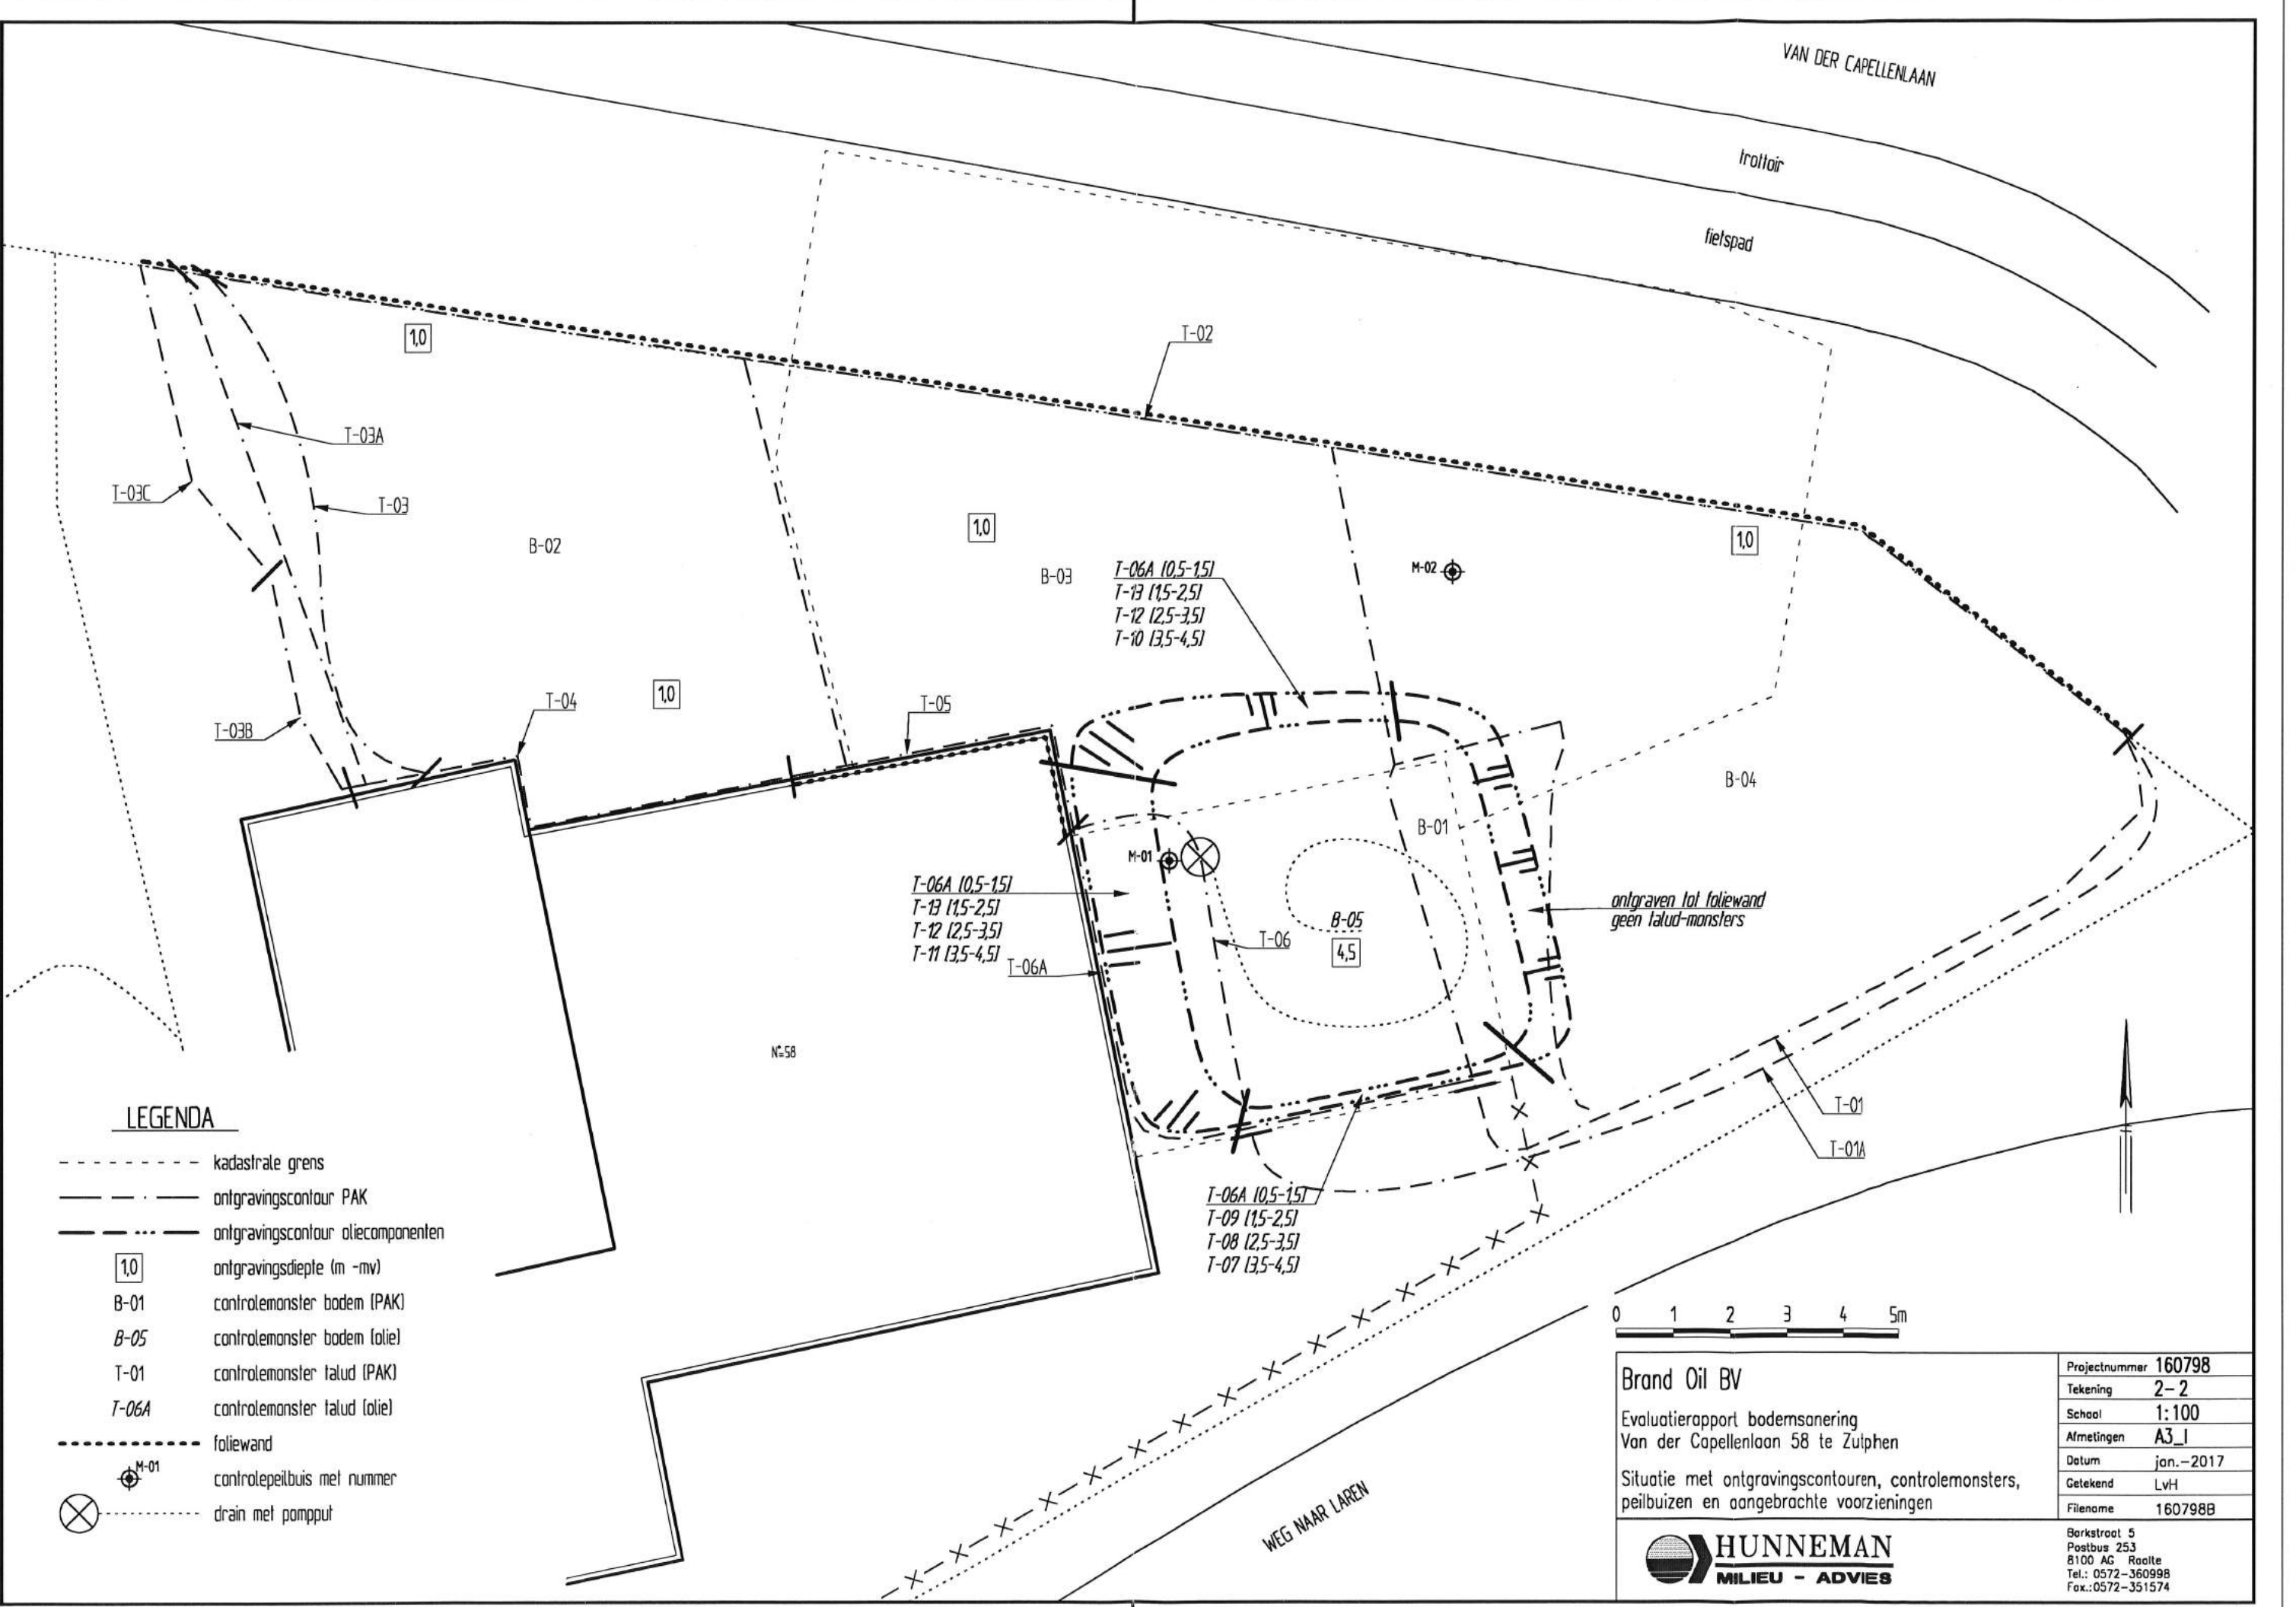 VAN DER CAPELLENLAAN
trottoir
fietspad
1,0
T-02
T-03A
T-03C
T-03
B-02
1,0
1,0
B-03
T-06A (0,5-1,5)
T-13 (1,5-2,5)
T-12 (2,5-3,5)
T-10 (3,5-4,5)
M-02
T-04
1,0
T-05
T-03B
B-04
B-01
M-01
T-06A (0,5-1,5)
T-13 (1,5-2,5)
T-12 (2,5-3,5)
T-11 (3,5-4,5)
T-06A
T-06
B-05
4,5
ontgraven tot foliewand
geen talud-monsters
Nº58
T-01
T-01A
T-06A (0,5-1,5)
T-09 (1,5-2,5)
T-08 (2,5-3,5)
T-07 (3,5-4,5)
WEG NAAR LAREN
LEGENDA
kadastrale grens
ontgravingscontour PAK
ontgravingscontour oliecomponenten
1,0 ontgravingsdiepte (m -mv)
B-01 controlemonster bodem (PAK)
B-05 controlemonster bodem (olie)
T-01 controlemonster talud (PAK)
T-06A controlemonster talud (olie)
foliewand
M-01 controlepeilbuis met nummer
drain met pompput
0 1 2 3 4 5m
Brand Oil BV
Evaluatierapport bodemsanering
Van der Capellenlaan 58 te Zutphen
Situatie met ontgravingscontouren, controlemonsters,
peilbuizen en aangebrachte voorzieningen
Projectnummer 160798
Tekening 2-2
Schaal 1:100
Afmetingen A3_l
Datum jan.-2017
Getekend LvH
Filename 160798B
HUNNEMAN
MILIEU - ADVIES
Barkstraat 5
Postbus 253
8100 AG Raalte
Tel.: 0572-360998
Fax.:0572-351574